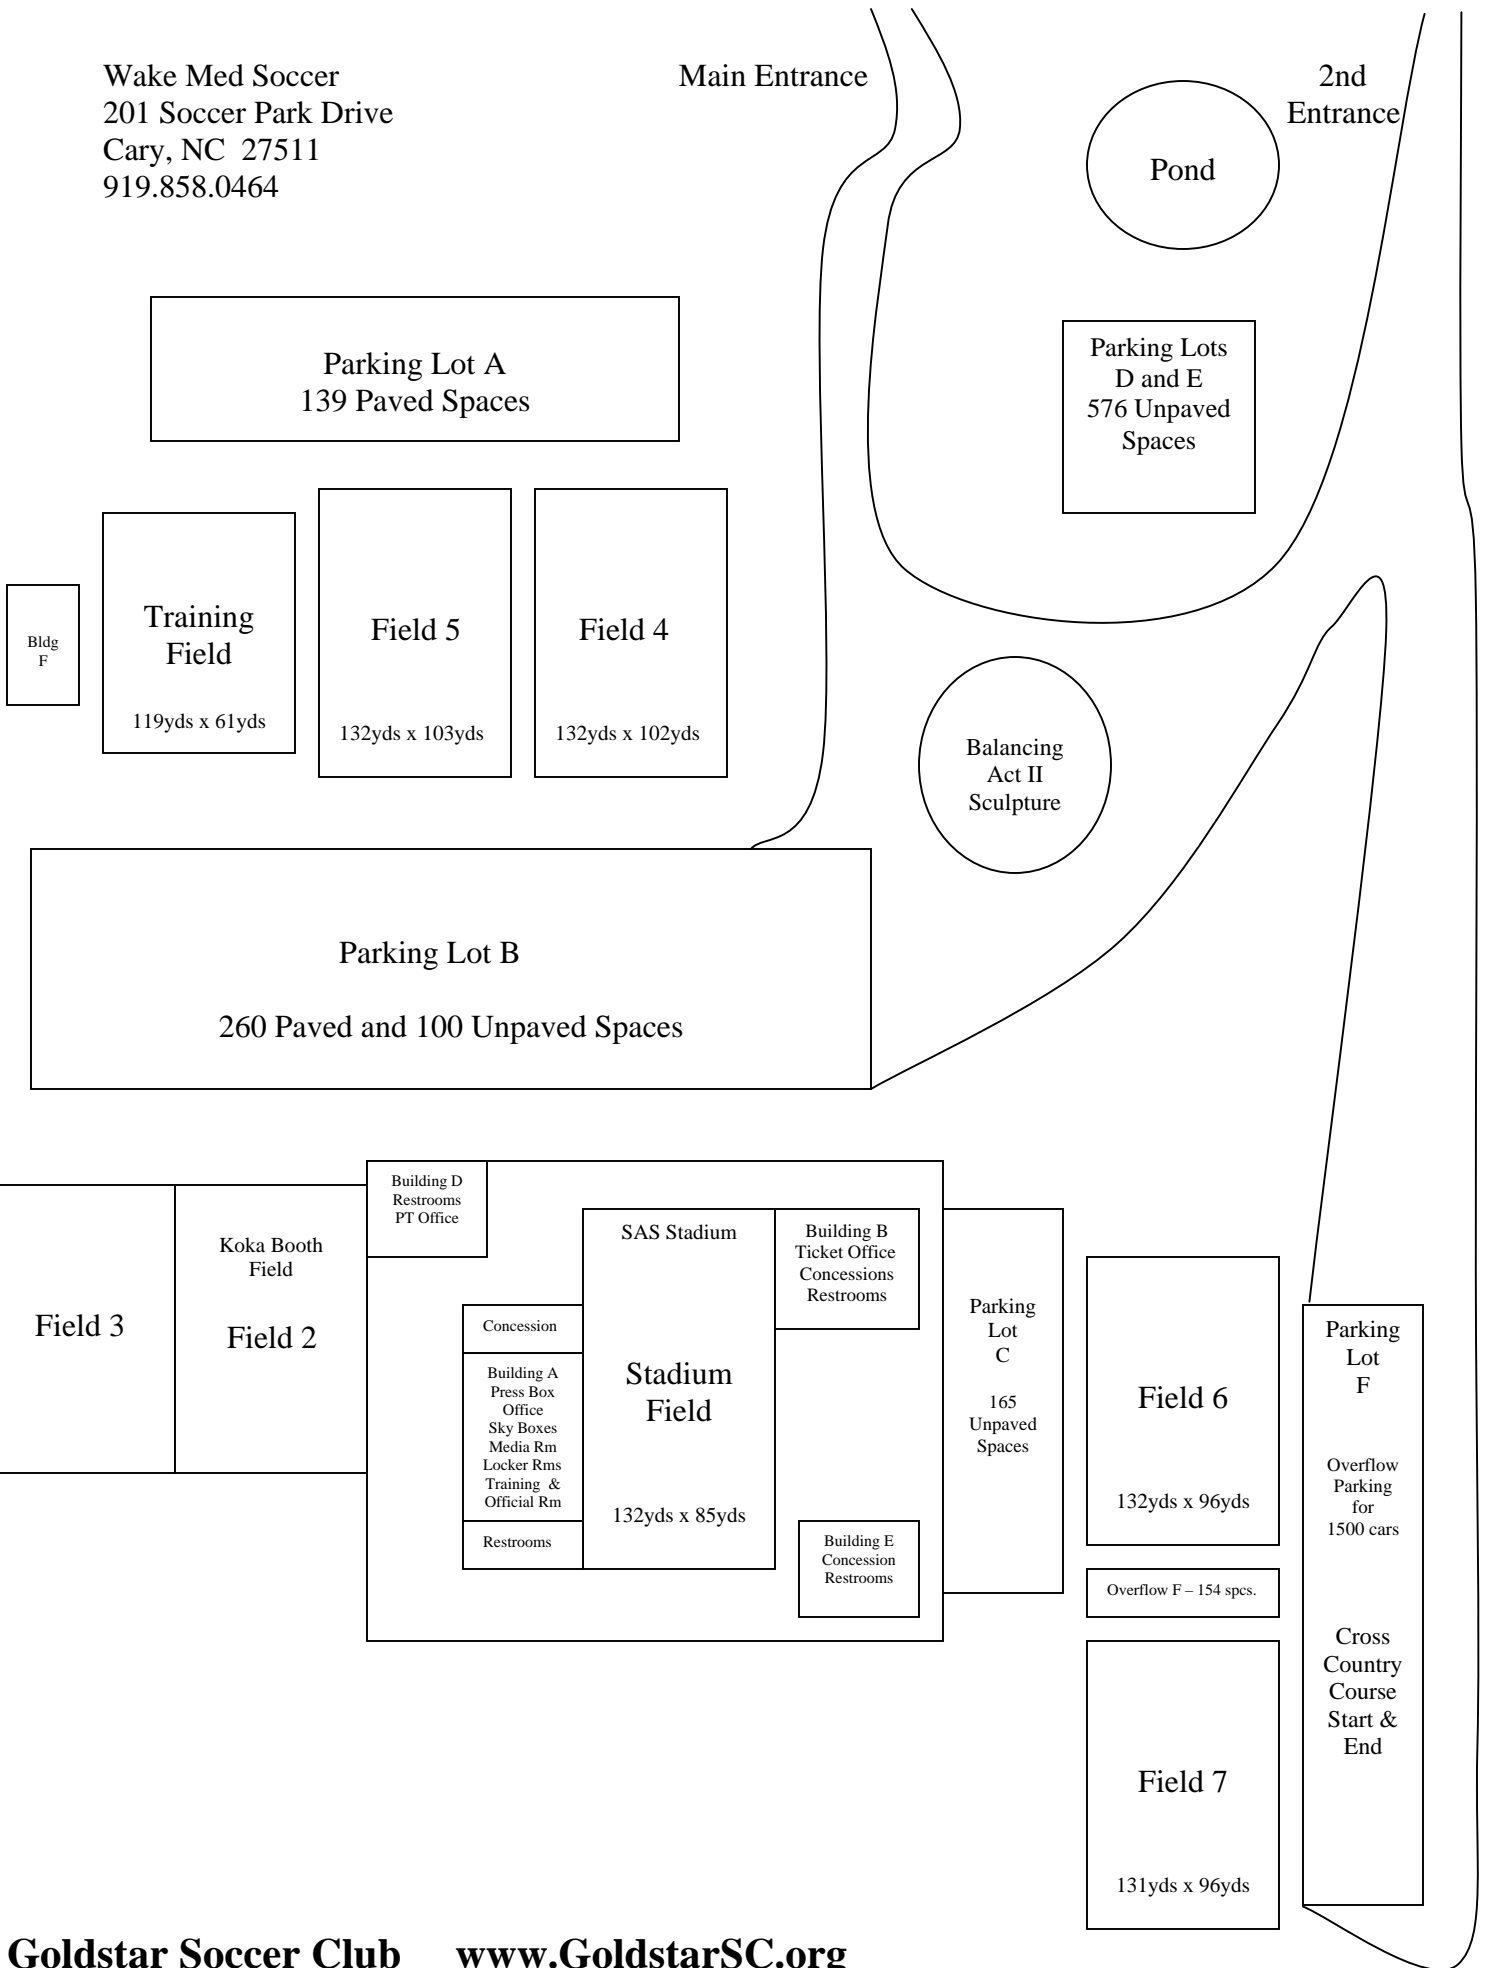 Wake Med Soccer
201 Soccer Park Drive
Cary, NC  27511
919.858.0464
Main Entrance
2nd
Entrance
Pond
Parking Lot A
139 Paved Spaces
Parking Lots
D and E
576 Unpaved
Spaces
Bldg
F
Training
Field
119yds x 61yds
Field 5
132yds x 103yds
Field 4
132yds x 102yds
Balancing
Act II
Sculpture
Parking Lot B
260 Paved and 100 Unpaved Spaces
Field 3
Koka Booth
Field
Field 2
Building D
Restrooms
PT Office
Concession
Building A
Press Box
Office
Sky Boxes
Media Rm
Locker Rms
Training  &
Official Rm
Restrooms
SAS Stadium
Stadium
Field
132yds x 85yds
Building B
Ticket Office
Concessions
Restrooms
Building E
Concession
Restrooms
Parking
Lot
C
165
Unpaved
Spaces
Field 6
132yds x 96yds
Overflow F – 154 spcs.
Field 7
131yds x 96yds
Parking
Lot
F
Overflow
Parking
for
1500 cars
Cross
Country
Course
Start &
End
Goldstar Soccer Club     www.GoldstarSC.org